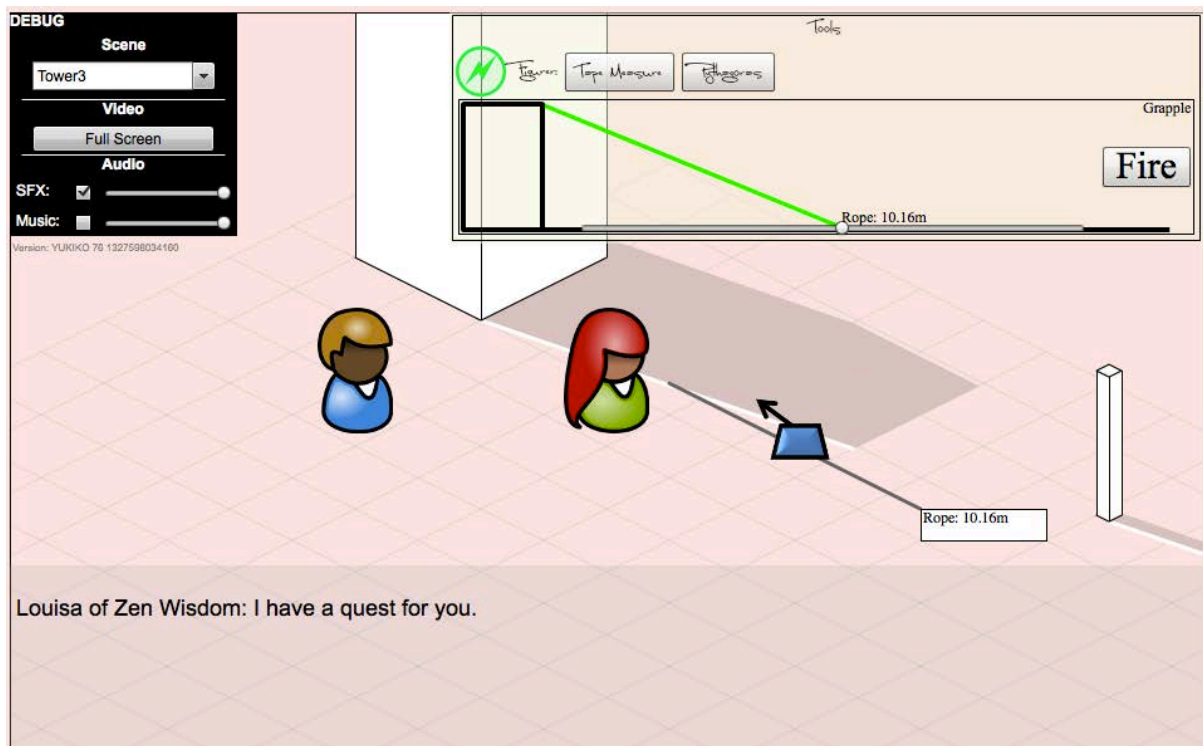 DEBUG
Scene
Tower3
Video
Full Screen
Audio
SFX:
Music:
Version: YUKIKO 76 1327598034160
Tools
Figurer: Tape Measure Pythagoras
Grapple
Fire
Rope: 10.16m
Rope: 10.16m
Louisa of Zen Wisdom: I have a quest for you.